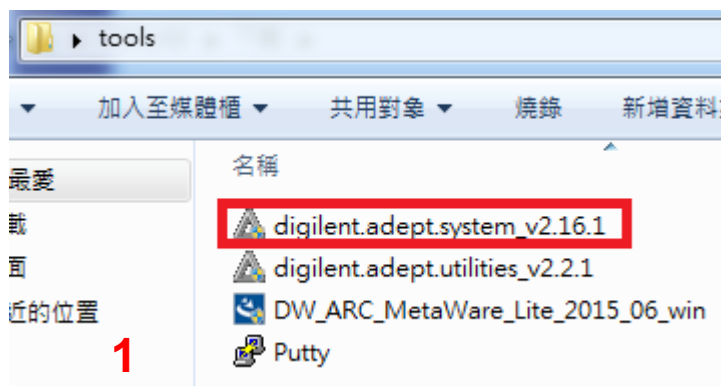 tools
加入至媒體櫃 共用對象 燒錄 新增資料
最愛
名稱
載
digilent.adept.system_v2.16.1
面
digilent.adept.utilities_v2.2.1
近的位置
DW_ARC_MetaWare_Lite_2015_06_win
1
Putty